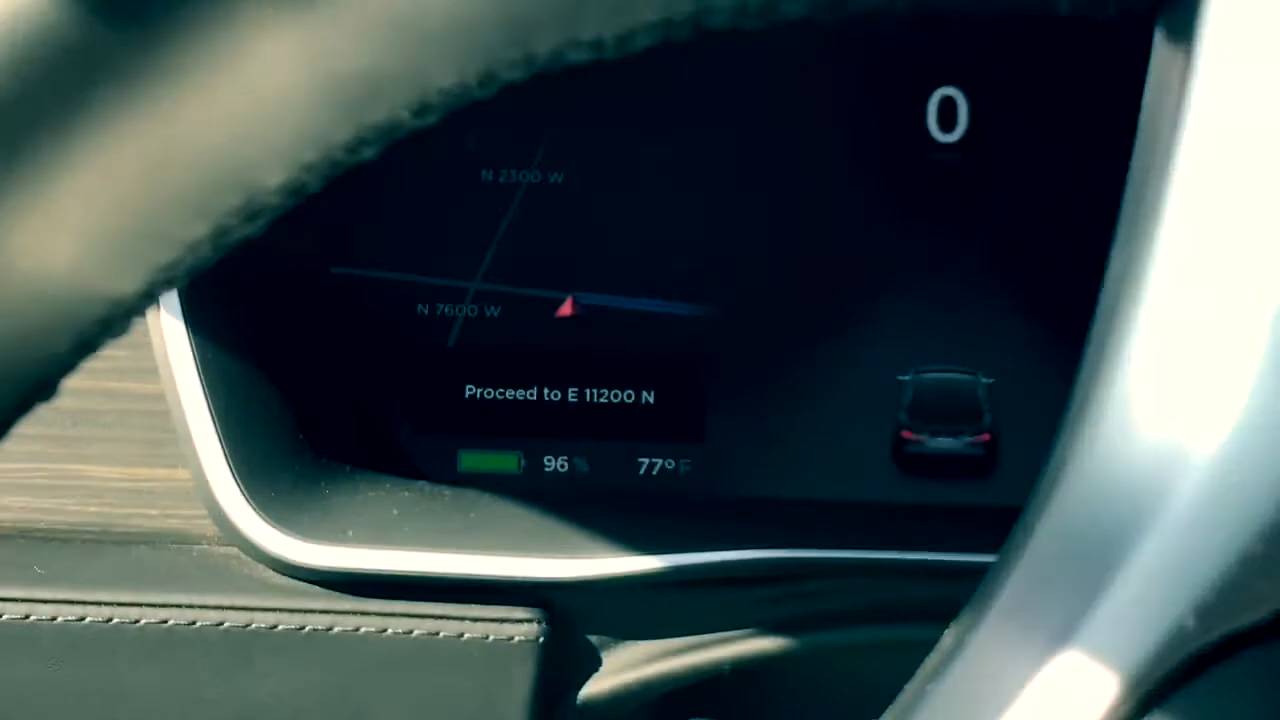 0
N 2300 W
N 7600 W
Proceed to E 11200 N
96 %
77° F